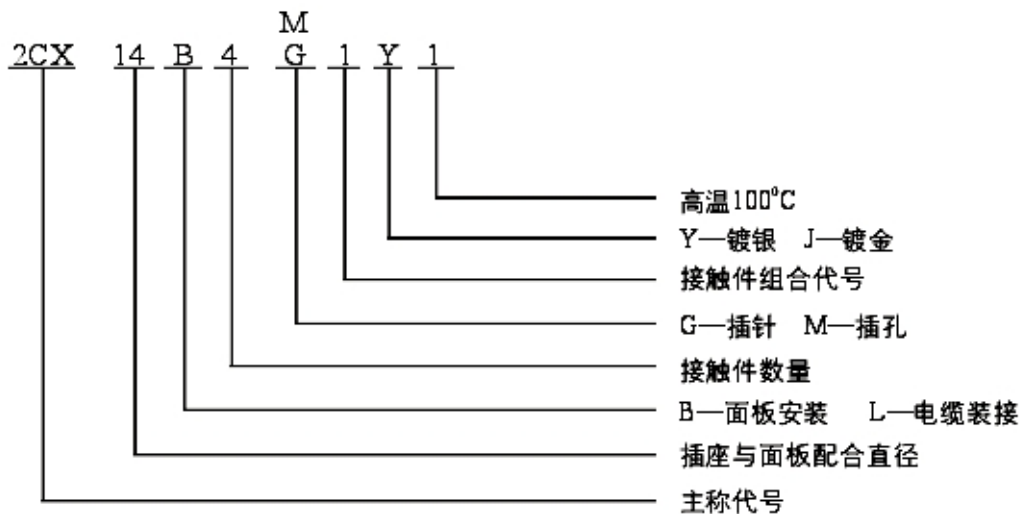 M
2CX 14 B 4 G 1 Y 1
高温100°C
Y—镀银 J—镀金
接触件组合代号
G—插针 M—插孔
接触件数量
B—面板安装 L—电缆装接
插座与面板配合直径
主称代号